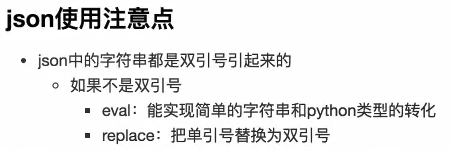 json使用注意点
json中的字符串都是双引号引起来的
如果不是双引号
eval：能实现简单的字符串和python类型的转化
replace：把单引号替换为双引号